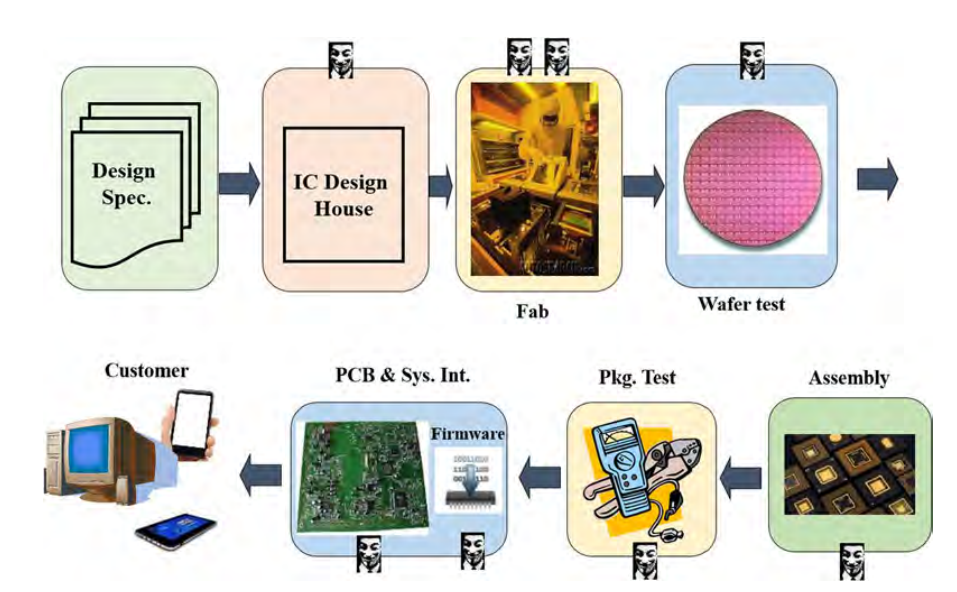 Design
Spec.
IC Design
House
Fab
Wafer test
Customer
PCB & Sys. Int.
Pkg. Test
Assembly
Firmware